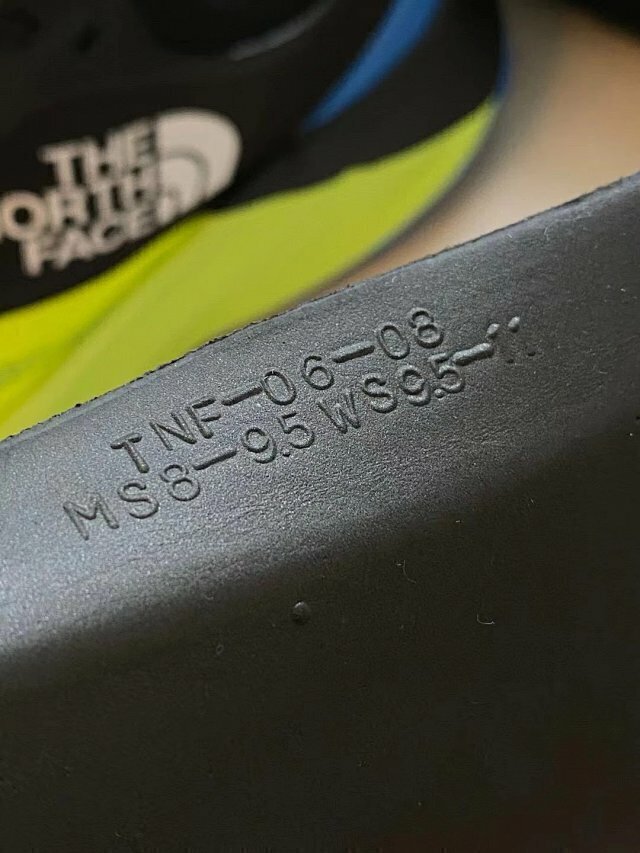 THE
NORTH
FACE
TNF-06-08
MS8-9.5 WS9.5-11